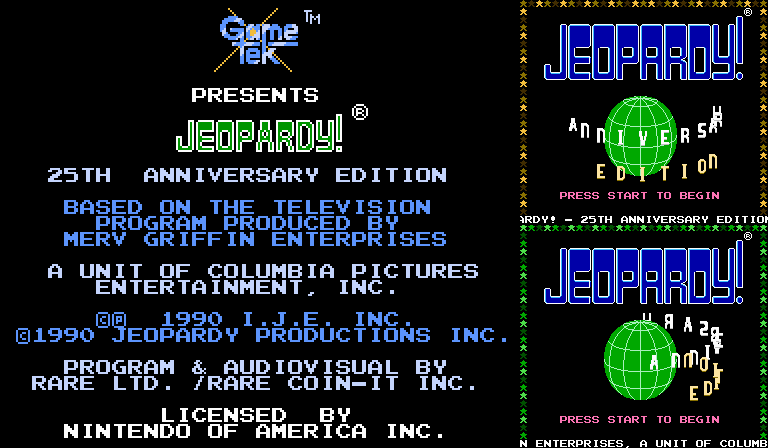 Game TM
Tek
PRESENTS
JEOPARDY! ®
25TH ANNIVERSARY EDITION
BASED ON THE TELEVISION
PROGRAM PRODUCED BY
MERV GRIFFIN ENTERPRISES
A UNIT OF COLUMBIA PICTURES
ENTERTAINMENT, INC.
©® 1990 I.J.E. INC.
©1990 JEOPARDY PRODUCTIONS INC.
PROGRAM & AUDIOVISUAL BY
RARE LTD. /RARE COIN-IT INC.
LICENSED BY
NINTENDO OF AMERICA INC.
JEOPARDY! ®
ANNIVERSA
EDITION
PRESS START TO BEGIN
ARDY! - 25TH ANNIVERSARY EDITION
JEOPARDY! ®
PRESS START TO BEGIN
N ENTERPRISES, A UNIT OF COLUMB